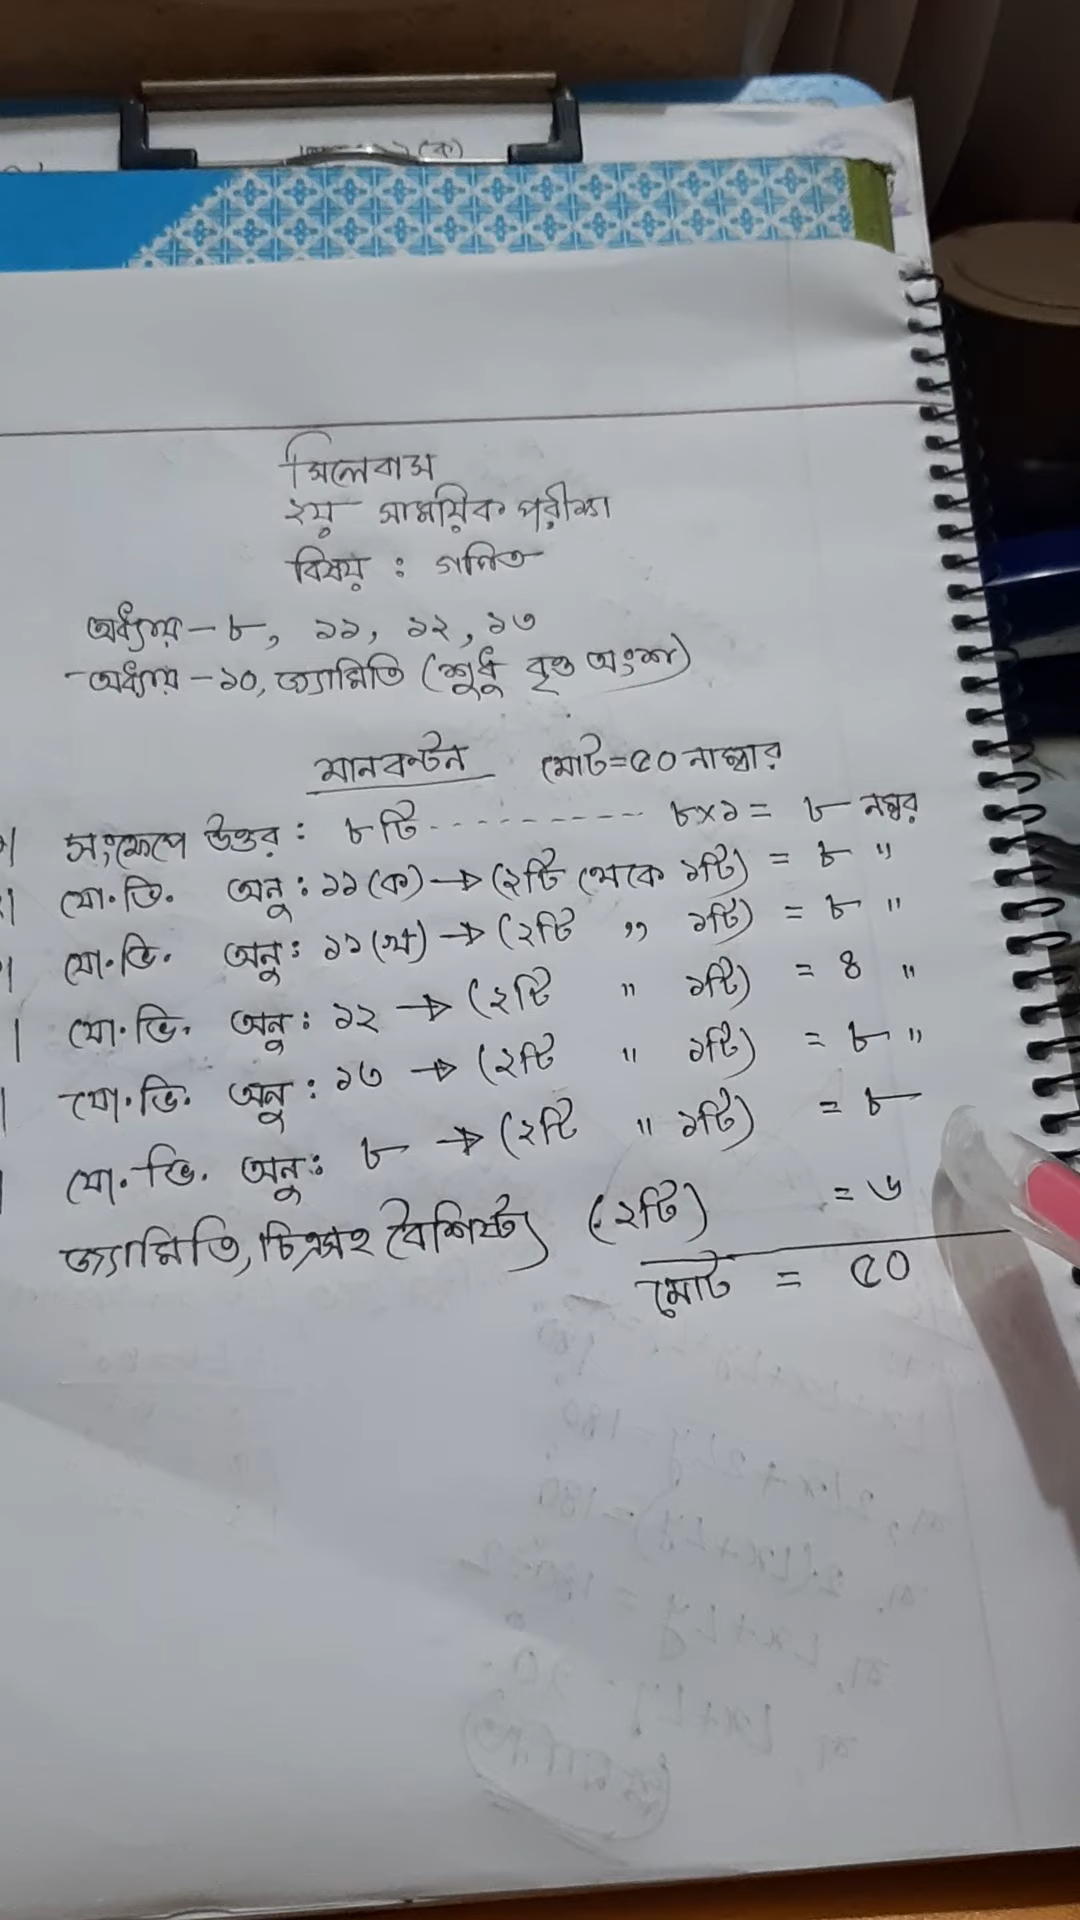 (ক)
সিলেবাস
২য় সাময়িক পরীক্ষা
বিষয় : গনিত
অধ্যায় – ৮, ১১, ১২, ১৩
অধ্যায় – ১০, জ্যামিতি (শুধু বৃত্ত অংশ)
মানবণ্টন মোট=৫০ নাম্বার
সংক্ষেপে উত্তর : ৮টি ---------- ৮×১ = ৮ নম্বর
যো.ভি. অনু : ১১(ক) → (২টি থেকে ১টি) = ৮ "
যো.ভি. অনু : ১১(খ) → (২টি " ১টি) = ৮ "
যো.ভি. অনু : ১২ → (২টি " ১টি) = ৪ "
যো.ভি. অনু : ১৩ → (২টি " ১টি) = ৮ "
যো.ভি. অনু : ৮ → (২টি " ১টি) = ৮
জ্যামিতি, চিত্রসহ বৈশিষ্ট্য (২টি) = ৬
মোট = ৫০